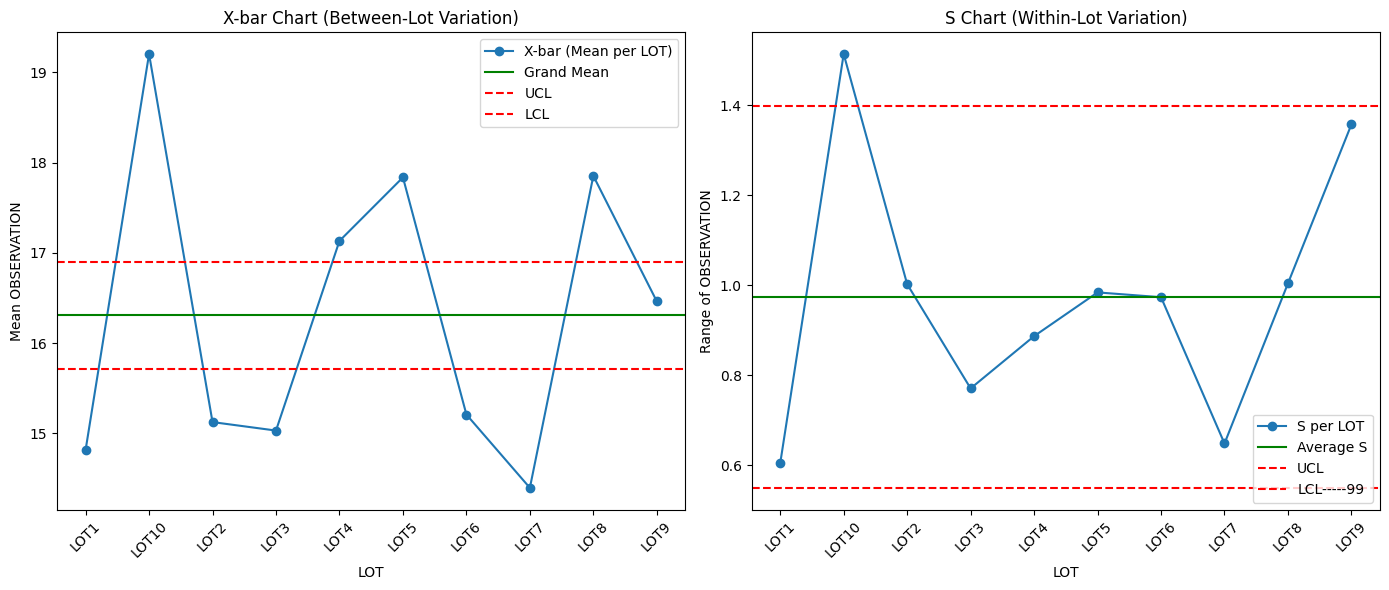 X-bar Chart (Between-Lot Variation)
Mean OBSERVATION
19
18
17
16
15
X-bar (Mean per LOT)
Grand Mean
UCL
LCL
LOT1
LOT10
LOT2
LOT3
LOT4
LOT5
LOT6
LOT7
LOT8
LOT9
LOT
S Chart (Within-Lot Variation)
Range of OBSERVATION
1.4
1.2
1.0
0.8
0.6
S per LOT
Average S
UCL
LCL----99
LOT1
LOT10
LOT2
LOT3
LOT4
LOT5
LOT6
LOT7
LOT8
LOT9
LOT